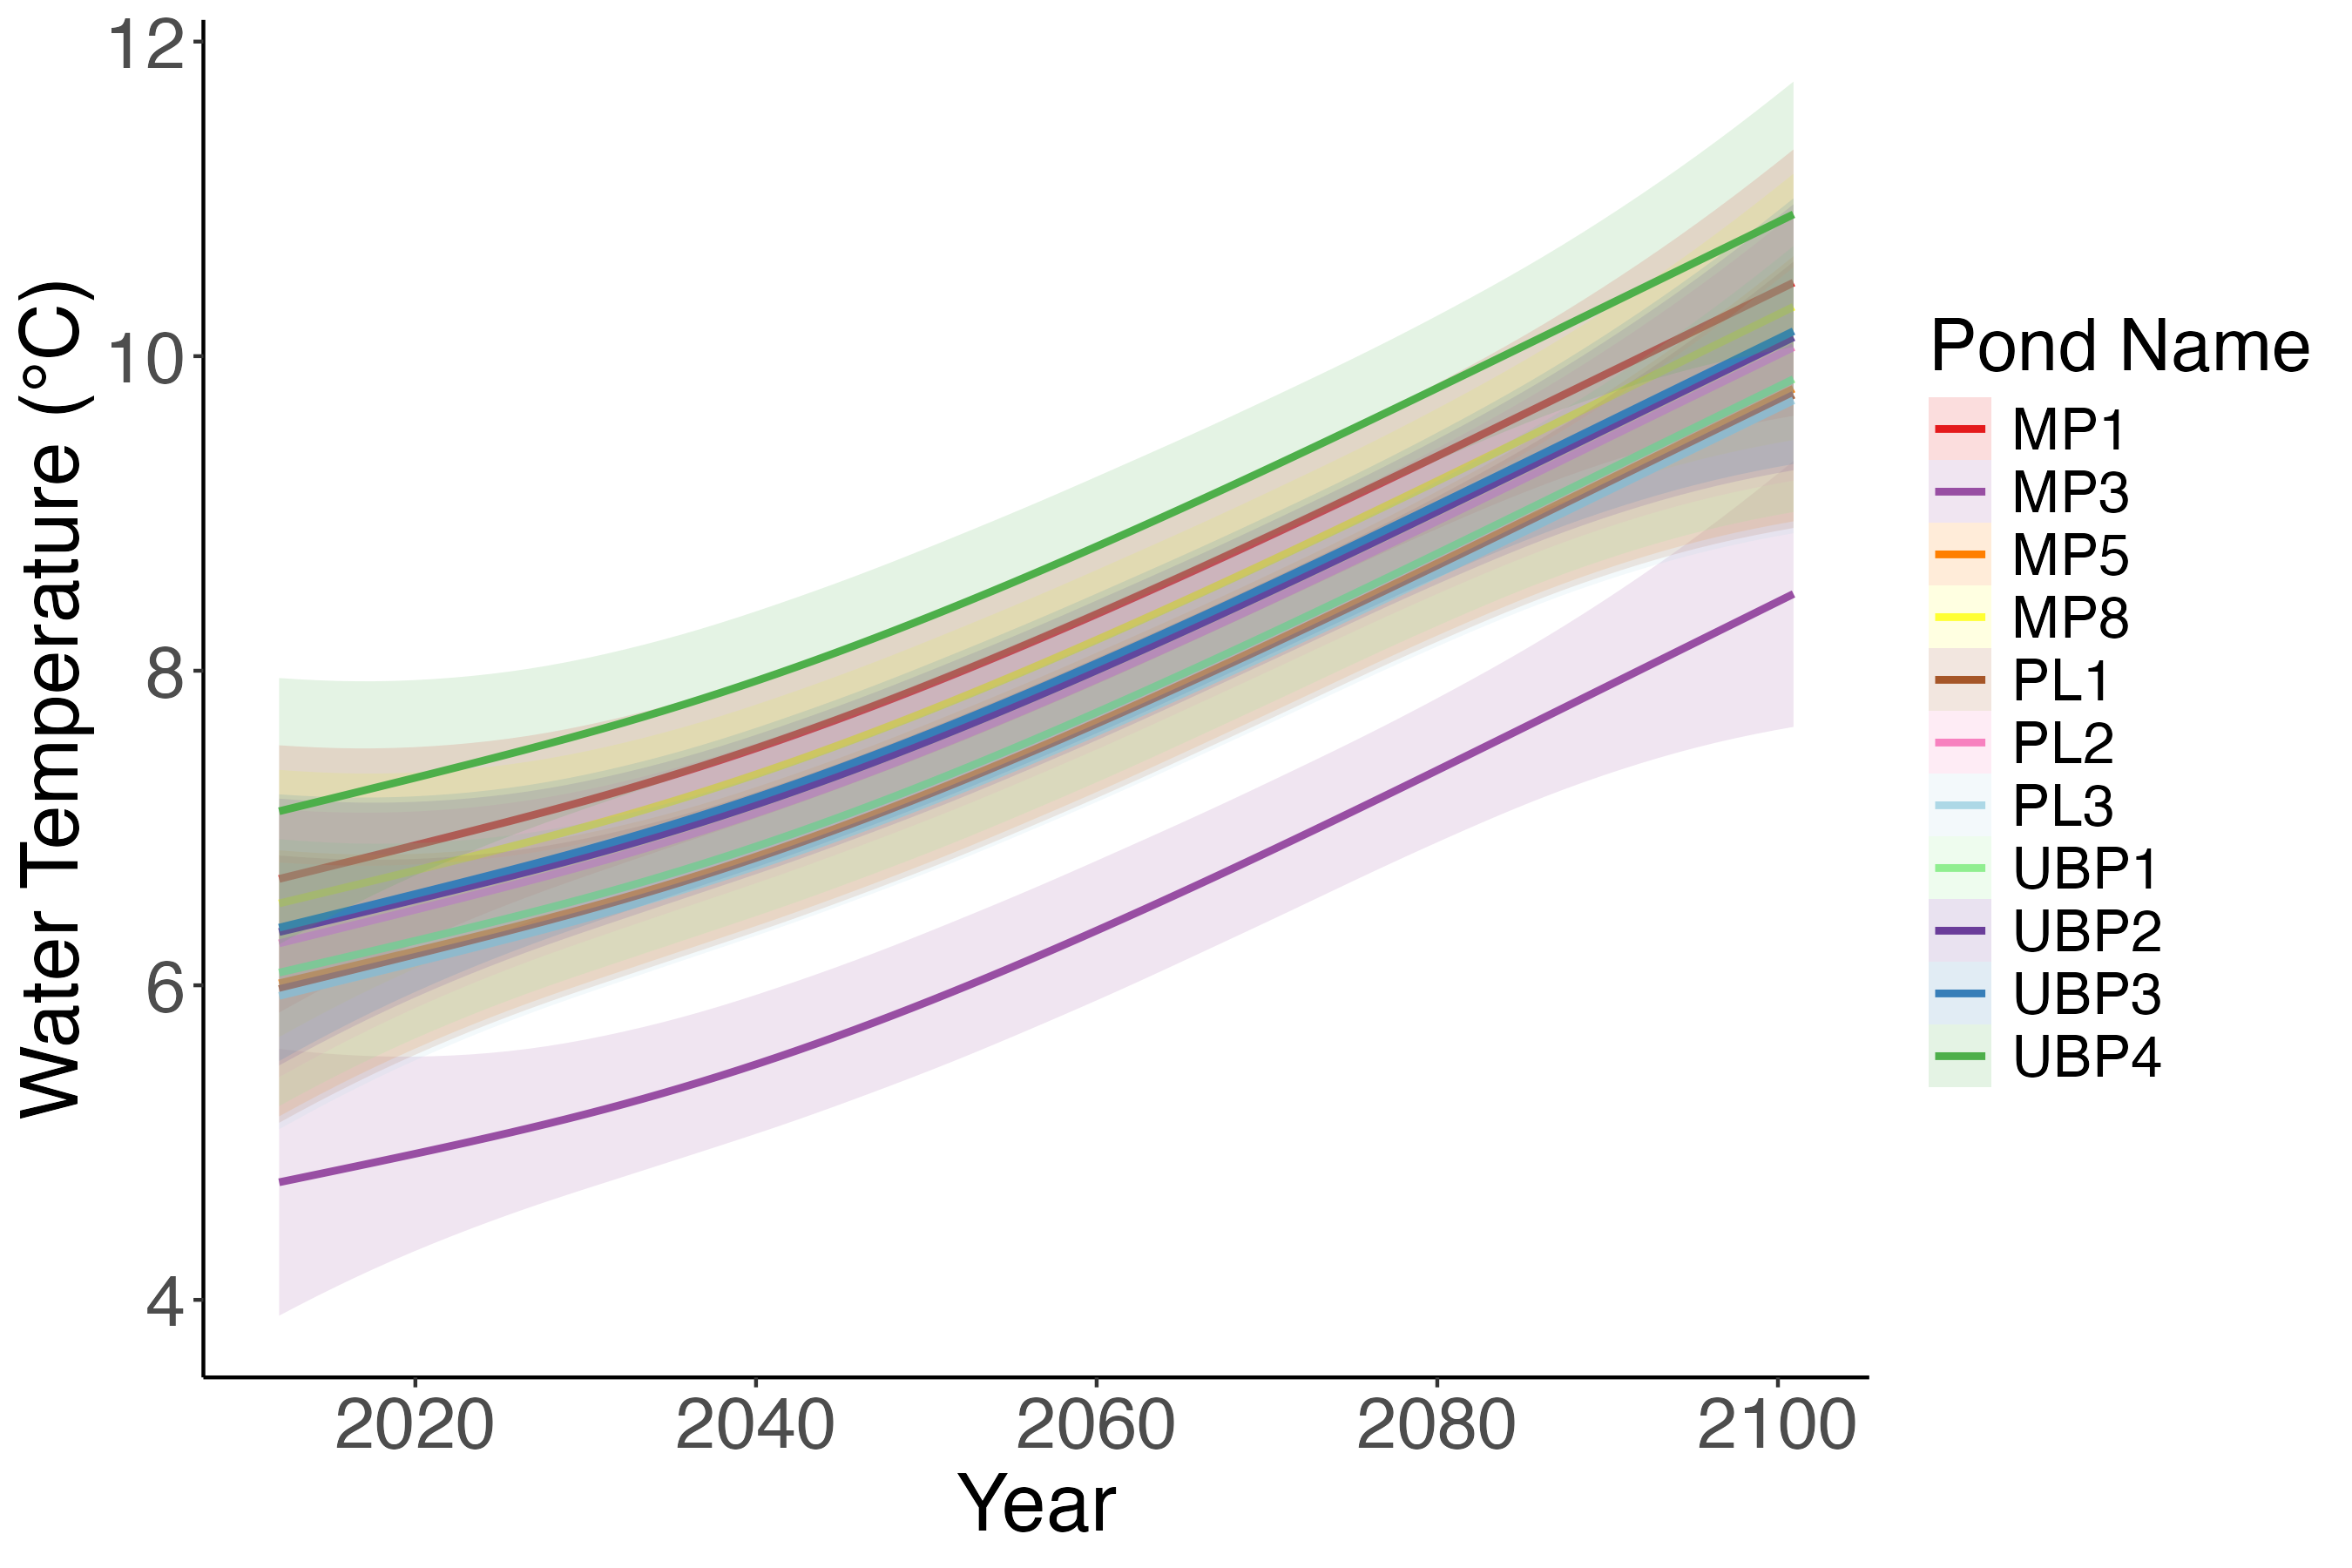 12
10
8
6
4
Water Temperature (°C)
2020 2040 2060 2080 2100
Year
Pond Name
MP1
MP3
MP5
MP8
PL1
PL2
PL3
UBP1
UBP2
UBP3
UBP4